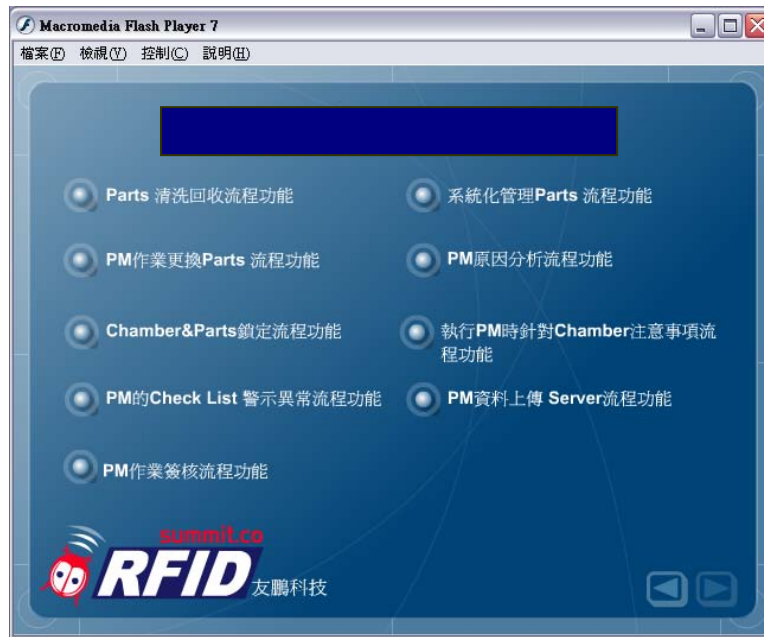 Macromedia Flash Player 7
檔案(F) 檢視(V) 控制(C) 說明(H)
Parts 清洗回收流程功能
系統化管理Parts 流程功能
PM作業更換Parts 流程功能
PM原因分析流程功能
Chamber&Parts鎖定流程功能
執行PM時針對Chamber注意事項流
程功能
PM的Check List 警示異常流程功能
PM資料上傳 Server流程功能
PM作業簽核流程功能
summit.co
RFID 友鵬科技